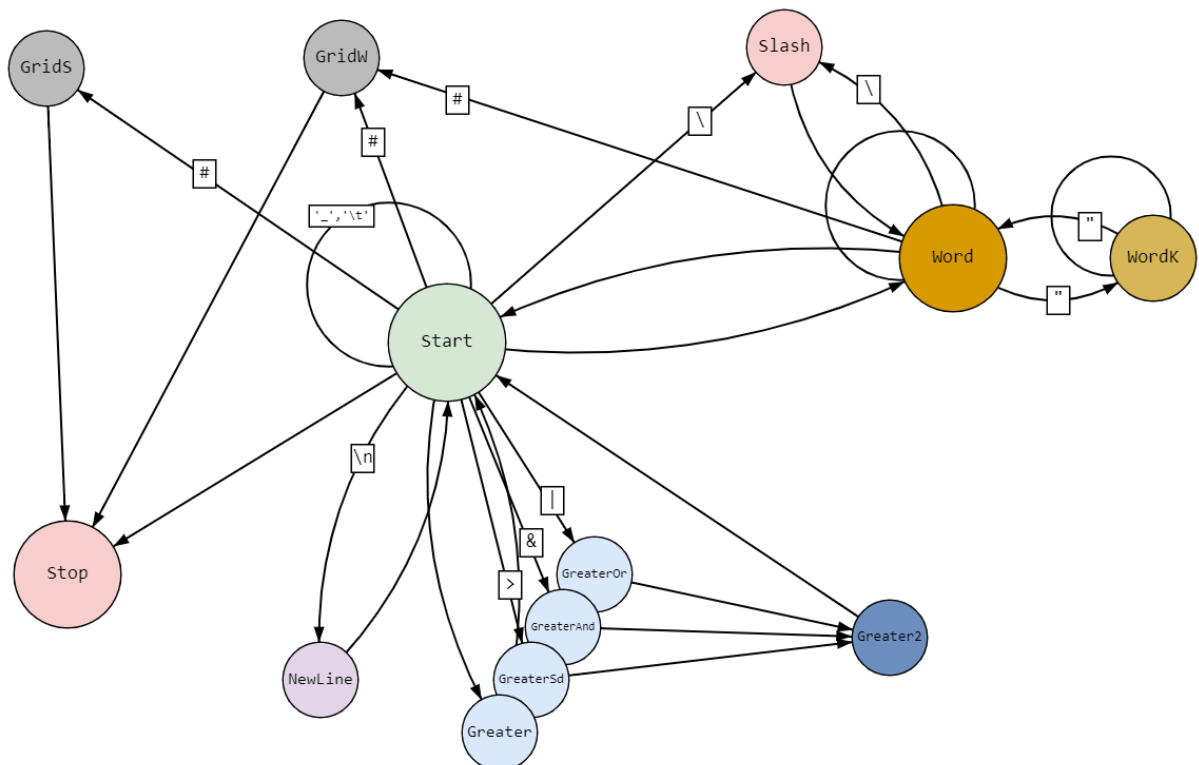 GridS
GridW
Slash
\
\
#
#
#
'_','\t'
"
Word
WordK
"
Start
\n
|
&
>
GreaterOr
Stop
GreaterAnd
Greater2
NewLine
GreaterSd
Greater